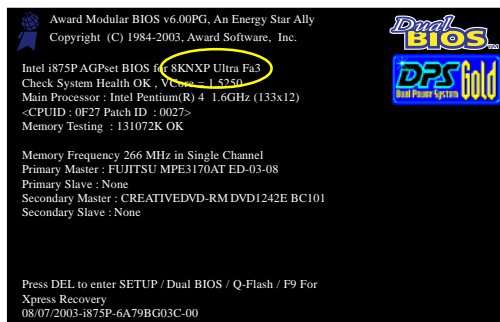 Award Modular BIOS v6.00PG, An Energy Star Ally
Copyright (C) 1984-2003, Award Software, Inc.
Dual
BIOS
Intel i875P AGPset BIOS for 8KNXP Ultra Fa3
Check System Health OK , VCore = 1.5250
Main Processor : Intel Pentium(R) 4 1.6GHz (133x12)
<CPUID : 0F27 Patch ID : 0027>
Memory Testing : 131072K OK
DPS Gold
Dual Power System
Memory Frequency 266 MHz in Single Channel
Primary Master : FUJITSU MPE3170AT ED-03-08
Primary Slave : None
Secondary Master : CREATIVEDVD-RM DVD1242E BC101
Secondary Slave : None
Press DEL to enter SETUP / Dual BIOS / Q-Flash / F9 For
Xpress Recovery
08/07/2003-i875P-6A79BG03C-00